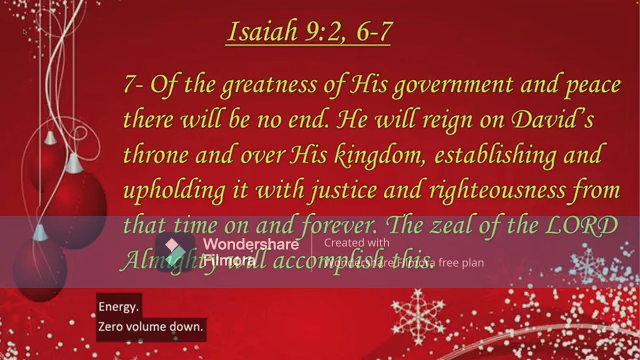 Isaiah 9:2, 6-7
7- Of the greatness of His government and peace
there will be no end. He will reign on David's
throne and over His kingdom, establishing and
upholding it with justice and righteousness from
that time on and forever. The zeal of the LORD
Almighty will accomplish this.
Wondershare
Filmora
Created with
Wondershare Filmora free plan
Energy.
Zero volume down.